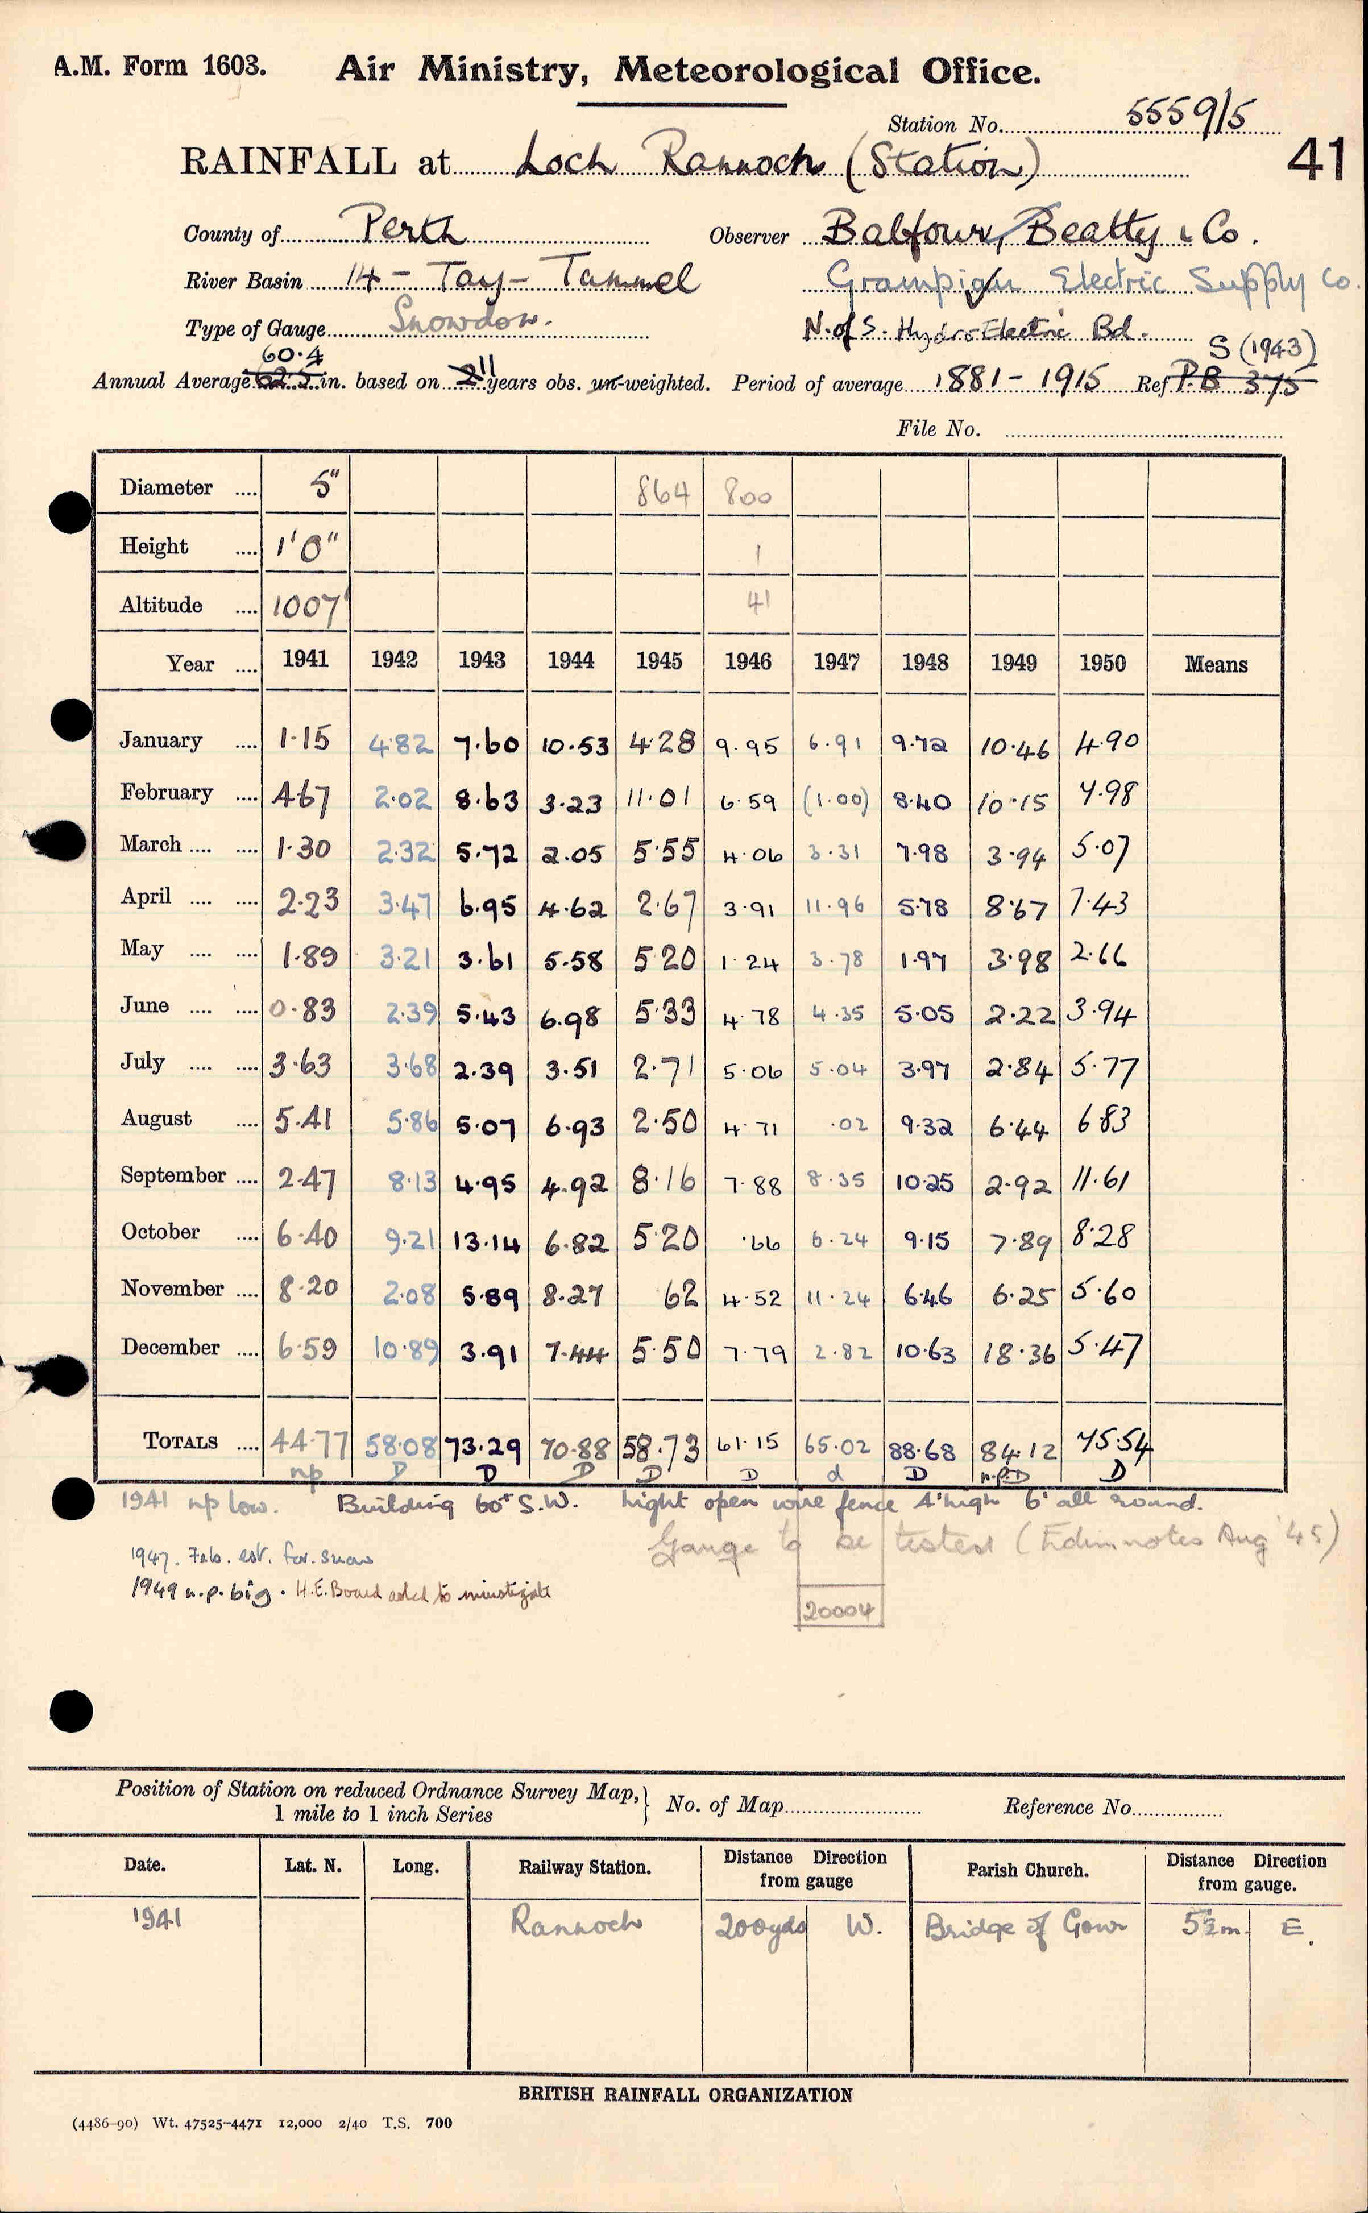 A.M. Form 1603. Air Ministry, Meteorological Office.
Station No. 5559/5
41
RAINFALL at Loch Rannoch (Station)
County of Perth Observer Balfour, Beatty & Co.
River Basin 14 - Tay - Tummel Grampian Electric Supply Co.
Type of Gauge Snowdon. N. of S. Hydro-Electric Bd.
60.4 S (1943)
Annual Average 62.5 in. based on 11 years obs. un-weighted. Period of average 1881 - 1915 Ref P.B 375
File No.
Diameter .... 5" 864 800
Height .... 1'0" 1
Altitude .... 1007' 41
Year .... 1941 1942 1943 1944 1945 1946 1947 1948 1949 1950 Means
January .... 1.15 4.82 7.60 10.53 4.28 9.95 6.91 9.72 10.46 4.90
February .... 4.67 2.02 8.63 3.23 11.01 6.59 (1.00) 8.40 10.15 7.98
March .... .... 1.30 2.32 5.72 2.05 5.55 4.06 3.31 7.98 3.94 5.07
April .... .... 2.23 3.47 6.95 4.62 2.67 3.91 11.96 5.78 8.67 7.43
May .... .... 1.89 3.21 3.61 5.58 5.20 1.24 3.78 1.97 3.98 2.66
June .... .... 0.83 2.39 5.43 6.98 5.33 4.78 4.35 5.05 2.22 3.94
July .... .... 3.63 3.68 2.39 3.51 2.71 5.06 5.04 3.97 2.84 5.77
August .... 5.41 5.86 5.07 6.93 2.50 4.71 .02 9.32 6.44 6.83
September .... 2.47 8.13 4.95 4.92 8.16 7.88 8.35 10.25 2.92 11.61
October .... 6.40 9.21 13.14 6.82 5.20 .66 6.24 9.15 7.89 8.28
November .... 8.20 2.08 5.89 8.27 62 4.52 11.24 6.46 6.25 5.60
December .... 6.59 10.89 3.91 7.44 5.50 7.79 2.82 10.63 18.36 5.47
TOTALS .... 44.77 58.08 73.29 70.88 58.73 61.15 65.02 88.68 84.12 75.54
np D D D D D d D n.p.D D
1941 np low. Building 60' S.W. light open wire fence 4' high 6' all round.
Gauge to be tested (Edin notes Aug '45)
1947. Feb. est. for snow
1949 n.p. big. H.E. Board asked to investigate
20004
Position of Station on reduced Ordnance Survey Map, 1 mile to 1 inch Series No. of Map Reference No.
Date. Lat. N. Long. Railway Station. Distance Direction from gauge Parish Church. Distance Direction from gauge.
1941 Rannoch 200yds W. Bridge of Gour 5½m. E.
BRITISH RAINFALL ORGANIZATION
(4486-90) Wt. 47525-4471 12,000 2/40 T.S. 700